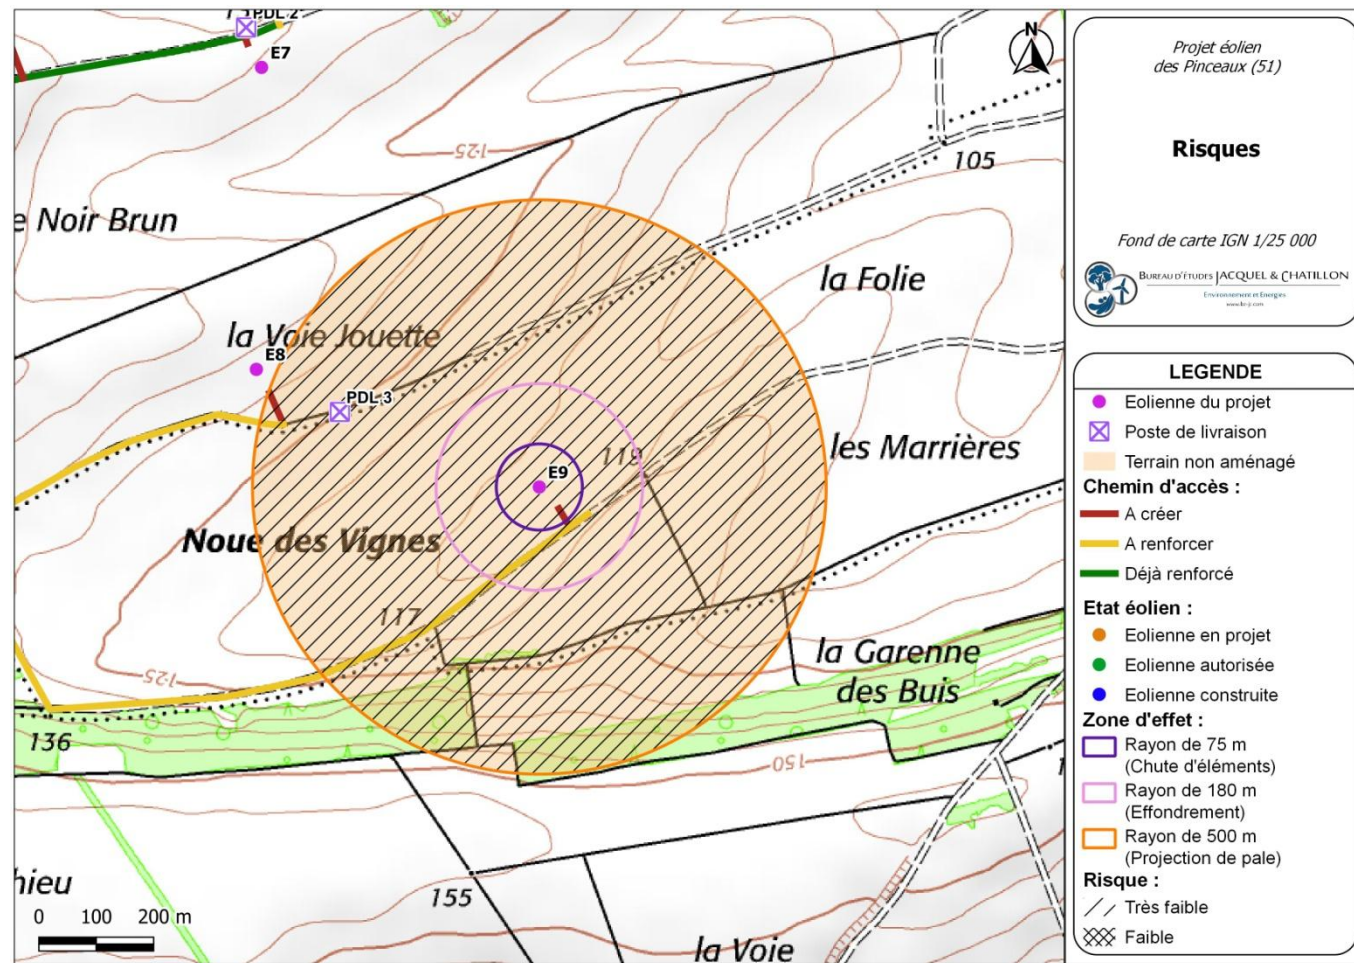 PDL 2
E7
N
125
105
e Noir Brun
la Folie
la Voie Jouette
E8
PDL 3
les Marrières
119
E9
Noue des Vignes
117
la Garenne
des Buis
125
136
150
hieu
155
0 100 200 m
la Voie
Projet éolien
des Pinceaux (51)
Risques
Fond de carte IGN 1/25 000
BUREAU D'ÉTUDES JACQUEL & CHATILLON
Environnement et Energies
LEGENDE
Eolienne du projet
Poste de livraison
Terrain non aménagé
Chemin d'accès :
A créer
A renforcer
Déjà renforcé
Etat éolien :
Eolienne en projet
Eolienne autorisée
Eolienne construite
Zone d'effet :
Rayon de 75 m
(Chute d'éléments)
Rayon de 180 m
(Effondrement)
Rayon de 500 m
(Projection de pale)
Risque :
Très faible
Faible